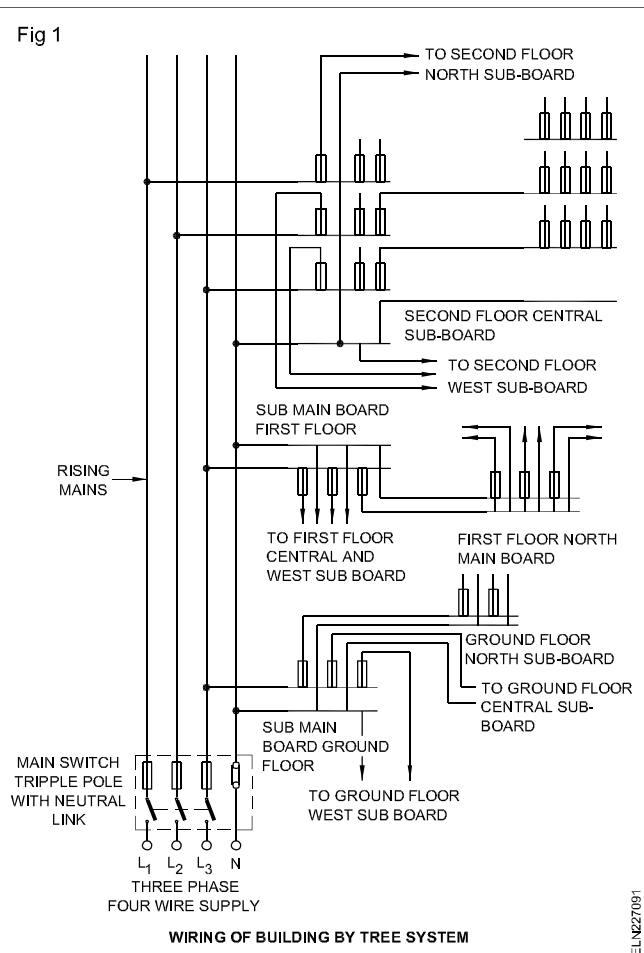 Fig 1
TO SECOND FLOOR
NORTH SUB-BOARD
SECOND FLOOR CENTRAL
SUB-BOARD
TO SECOND FLOOR
WEST SUB-BOARD
SUB MAIN BOARD
FIRST FLOOR
RISING
MAINS
TO FIRST FLOOR
CENTRAL AND
WEST SUB BOARD
FIRST FLOOR NORTH
MAIN BOARD
GROUND FLOOR
NORTH SUB-BOARD
TO GROUND FLOOR
CENTRAL SUB-
BOARD
SUB MAIN
BOARD GROUND
FLOOR
MAIN SWITCH
TRIPPLE POLE
WITH NEUTRAL
LINK
TO GROUND FLOOR
WEST SUB BOARD
L1 L2 L3 N
THREE PHASE
FOUR WIRE SUPPLY
WIRING OF BUILDING BY TREE SYSTEM
ELN227091